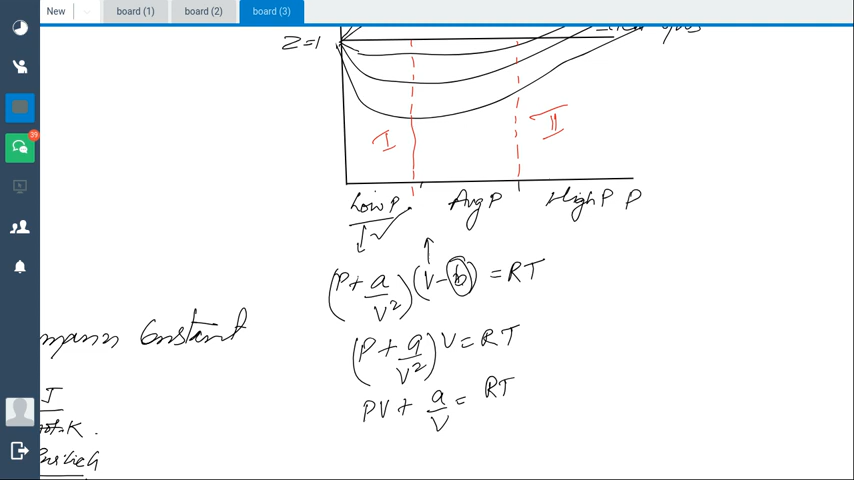 New
board (1)
board (2)
board (3)
39
Z=1
I
II
Low P
Avg P
High P P
(P + a/V²)(V - b) = RT
(P + a/V²) V = RT
PV + a/V = RT
Constant
J
K.